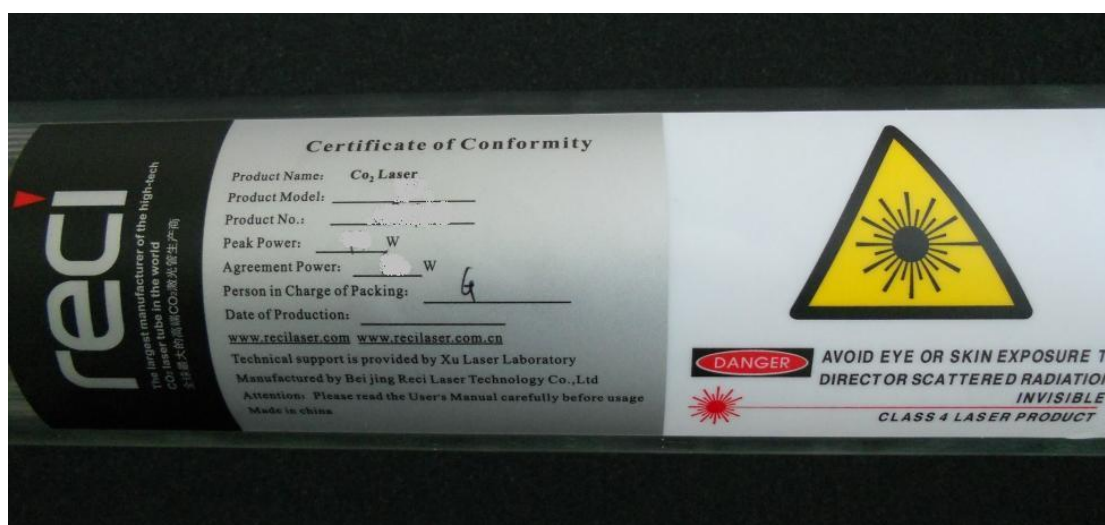 reci
The largest manufacturer of the high-tech
CO₂ laser tube in the world
全球最大的高端CO₂激光管生产商
Certificate of Conformity
Product Name: Co₂ Laser
Product Model:
Product No.:
Peak Power: W
Agreement Power: W
Person in Charge of Packing: G
Date of Production:
www.recilaser.com www.recilaser.com.cn
Technical support is provided by Xu Laser Laboratory
Manufactured by Bei jing Reci Laser Technology Co.,Ltd
Attention: Please read the User's Manual carefully before usage
Made in china
DANGER
AVOID EYE OR SKIN EXPOSURE T
DIRECTOR SCATTERED RADIATION
INVISIBLE
CLASS 4 LASER PRODUCT